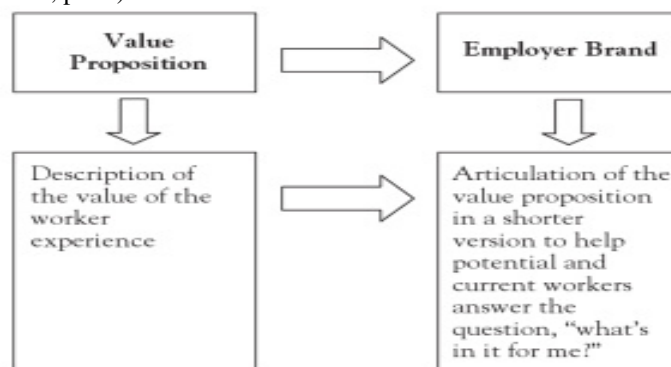 Value
Proposition
Employer Brand
Description of
the value of the
worker
experience
Articulation of the
value proposition
in a shorter
version to help
potential and
current workers
answer the
question, “what’s
in it for me?”